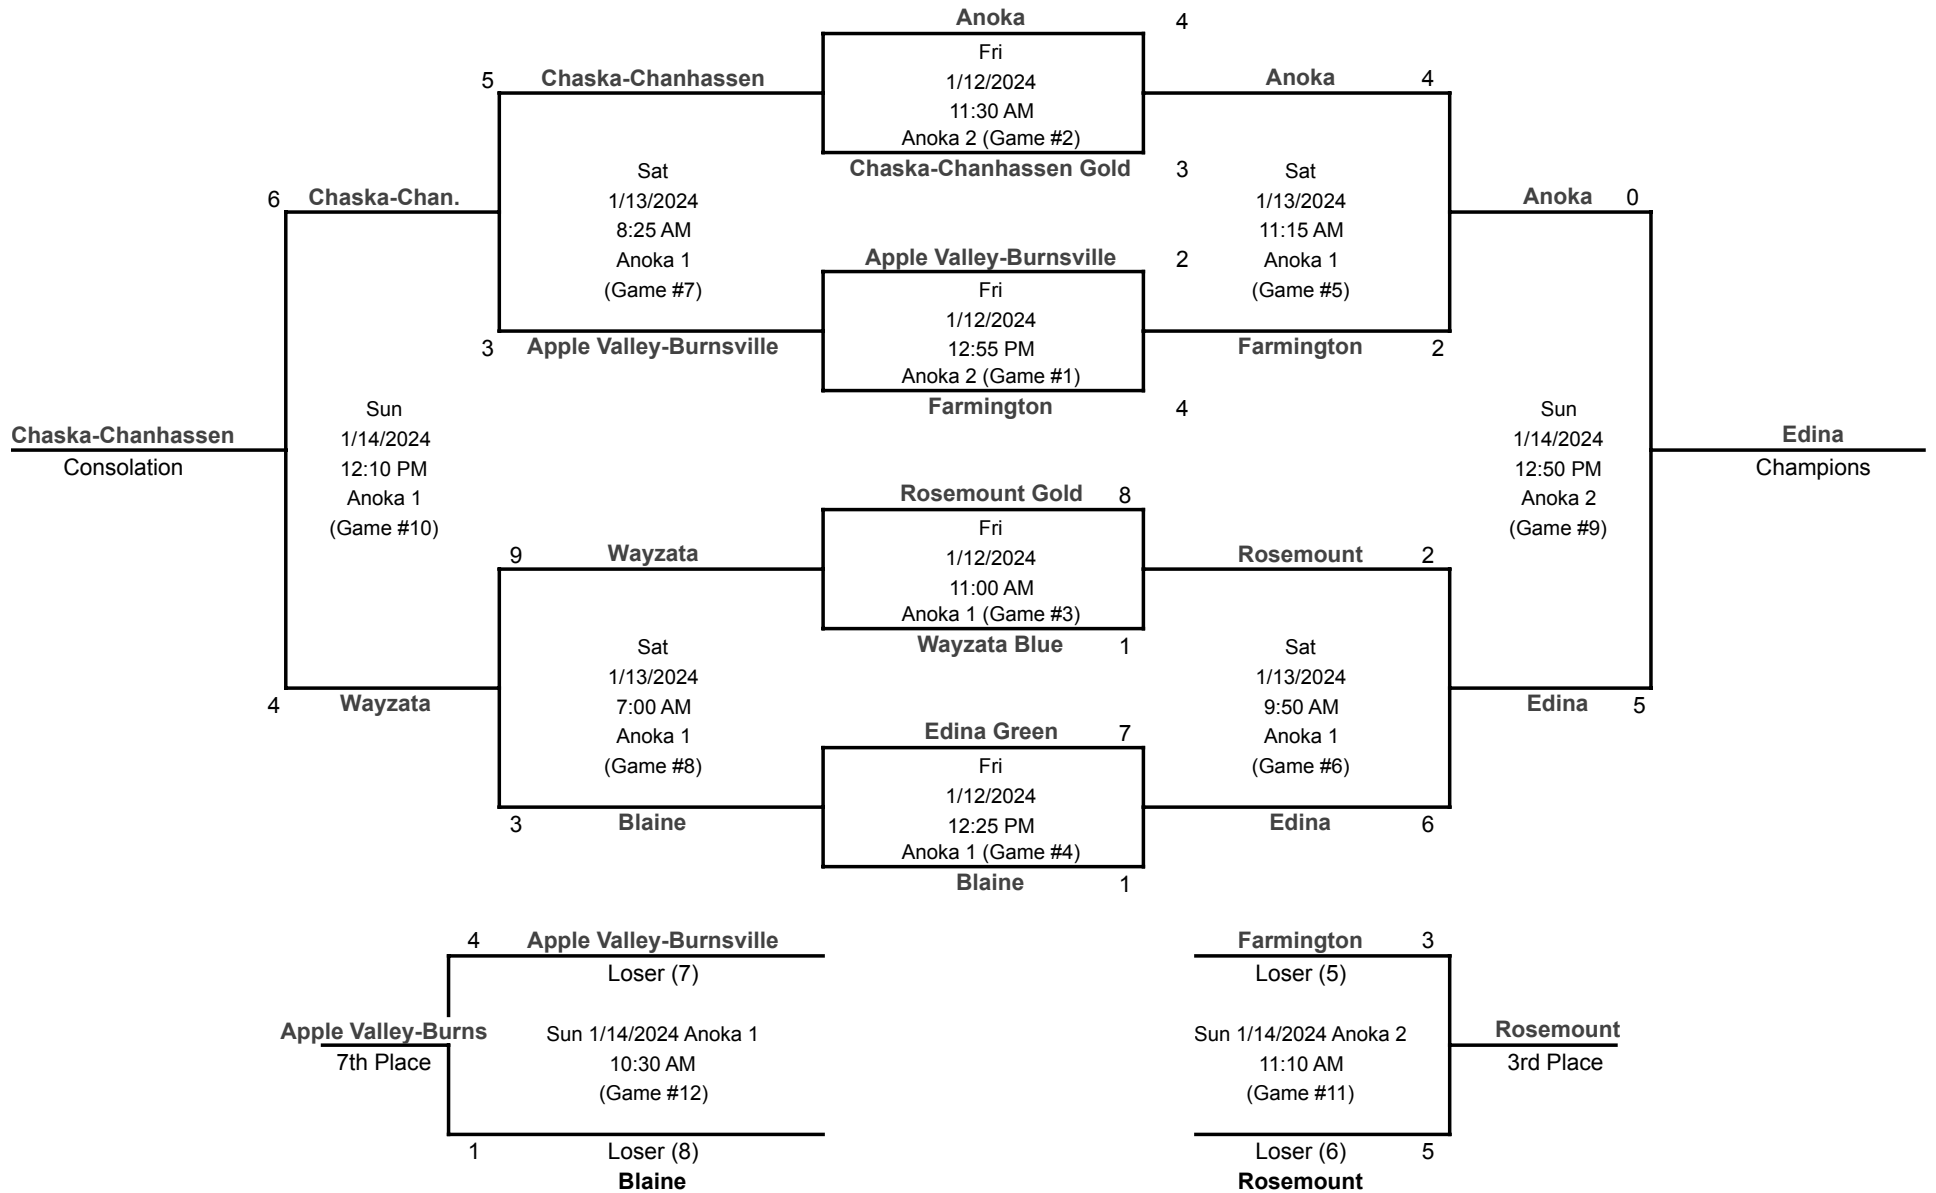 Anoka 4
Fri
5 Chaska-Chanhassen 1/12/2024 Anoka 4
11:30 AM
Anoka 2 (Game #2)
Chaska-Chanhassen Gold 3
Sat Sat
6 Chaska-Chan. 1/13/2024 1/13/2024 Anoka 0
8:25 AM 11:15 AM
Anoka 1 Apple Valley-Burnsville 2 Anoka 1
(Game #7) Fri (Game #5)
1/12/2024
3 Apple Valley-Burnsville 12:55 PM Farmington 2
Anoka 2 (Game #1)
Sun Farmington 4 Sun
Chaska-Chanhassen 1/14/2024 1/14/2024 Edina
Consolation 12:10 PM 12:50 PM Champions
Anoka 1 Rosemount Gold 8 Anoka 2
(Game #10) Fri (Game #9)
9 Wayzata 1/12/2024 Rosemount 2
11:00 AM
Anoka 1 (Game #3)
Sat Wayzata Blue 1 Sat
1/13/2024 1/13/2024
4 Wayzata 7:00 AM 9:50 AM Edina 5
Anoka 1 Edina Green 7 Anoka 1
(Game #8) Fri (Game #6)
1/12/2024
3 Blaine 12:25 PM Edina 6
Anoka 1 (Game #4)
Blaine 1
4 Apple Valley-Burnsville Farmington 3
Loser (7) Loser (5)
Apple Valley-Burns Sun 1/14/2024 Anoka 1 Sun 1/14/2024 Anoka 2 Rosemount
7th Place 10:30 AM 11:10 AM 3rd Place
(Game #12) (Game #11)
1 Loser (8) Loser (6) 5
Blaine Rosemount